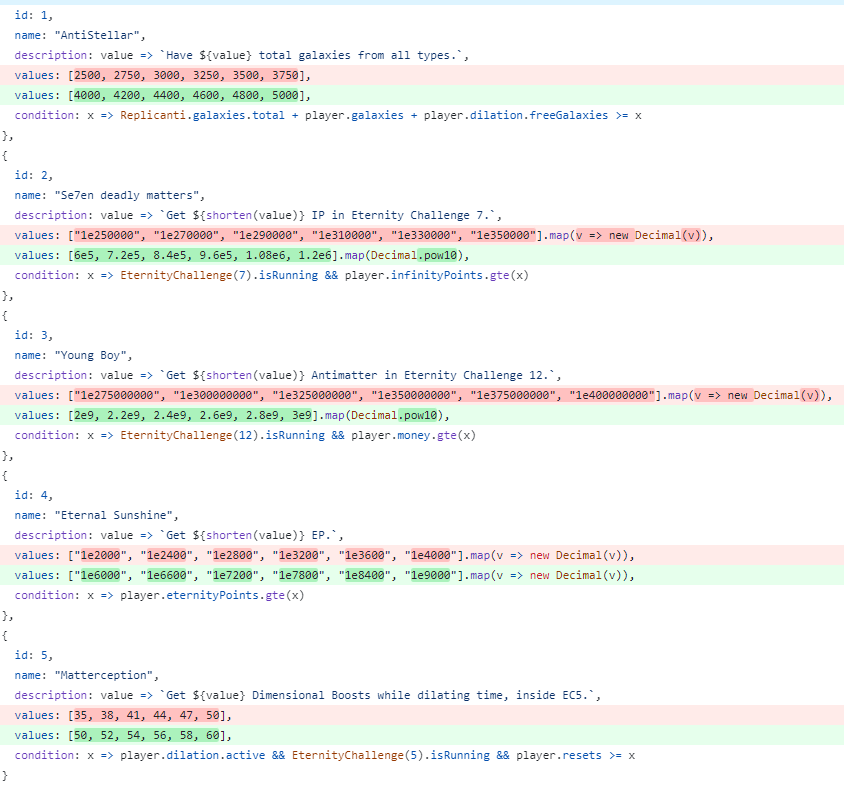 id: 1,
name: "AntiStellar",
description: value => `Have ${value} total galaxies from all types.`,
values: [2500, 2750, 3000, 3250, 3500, 3750],
values: [4000, 4200, 4400, 4600, 4800, 5000],
condition: x => Replicanti.galaxies.total + player.galaxies + player.dilation.freeGalaxies >= x
},
{
id: 2,
name: "Se7en deadly matters",
description: value => `Get ${shorten(value)} IP in Eternity Challenge 7.`,
values: ["1e250000", "1e270000", "1e290000", "1e310000", "1e330000", "1e350000"].map(v => new Decimal(v)),
values: [6e5, 7.2e5, 8.4e5, 9.6e5, 1.08e6, 1.2e6].map(Decimal.pow10),
condition: x => EternityChallenge(7).isRunning && player.infinityPoints.gte(x)
},
{
id: 3,
name: "Young Boy",
description: value => `Get ${shorten(value)} Antimatter in Eternity Challenge 12.`,
values: ["1e275000000", "1e300000000", "1e325000000", "1e350000000", "1e375000000", "1e400000000"].map(v => new Decimal(v)),
values: [2e9, 2.2e9, 2.4e9, 2.6e9, 2.8e9, 3e9].map(Decimal.pow10),
condition: x => EternityChallenge(12).isRunning && player.money.gte(x)
},
{
id: 4,
name: "Eternal Sunshine",
description: value => `Get ${shorten(value)} EP.`,
values: ["1e2000", "1e2400", "1e2800", "1e3200", "1e3600", "1e4000"].map(v => new Decimal(v)),
values: ["1e6000", "1e6600", "1e7200", "1e7800", "1e8400", "1e9000"].map(v => new Decimal(v)),
condition: x => player.eternityPoints.gte(x)
},
{
id: 5,
name: "Matterception",
description: value => `Get ${value} Dimensional Boosts while dilating time, inside EC5.`,
values: [35, 38, 41, 44, 47, 50],
values: [50, 52, 54, 56, 58, 60],
condition: x => player.dilation.active && EternityChallenge(5).isRunning && player.resets >= x
}